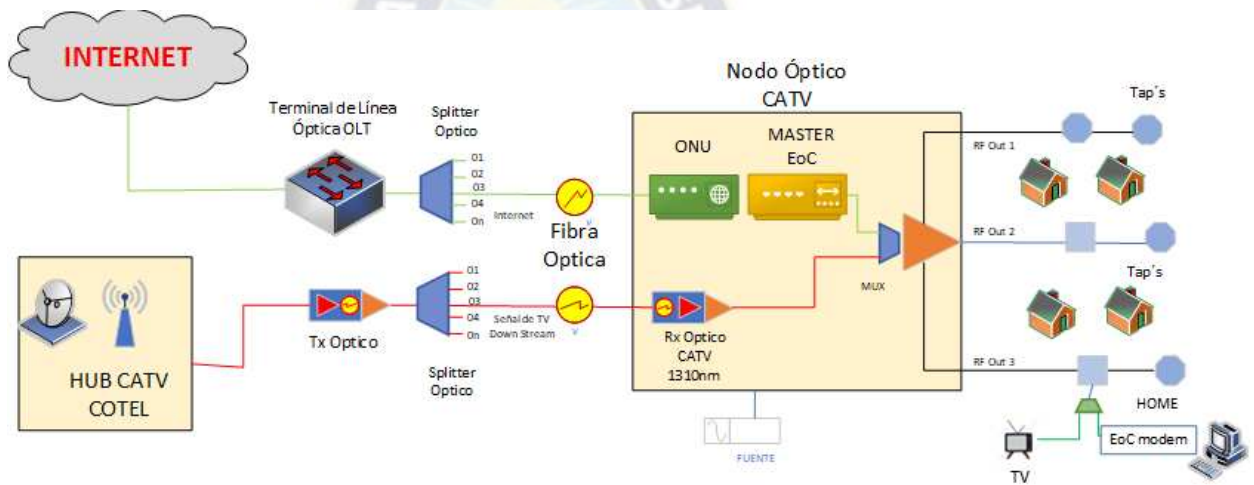 INTERNET
Terminal de Línea
Óptica OLT
Splitter
Optico
01
02
03
04
0n
Internet
Fibra
Optica
HUB CATV
COTEL
Tx Optico
01
02
03
04
0n
Señal de TV
Down Stream
Splitter
Optico
Nodo Óptico
CATV
ONU
MASTER
EoC
MUX
Rx Optico
CATV
1310nm
FUENTE
Tap´s
RF Out 1
RF Out 2
Tap´s
RF Out 3
HOME
TV
EoC modem